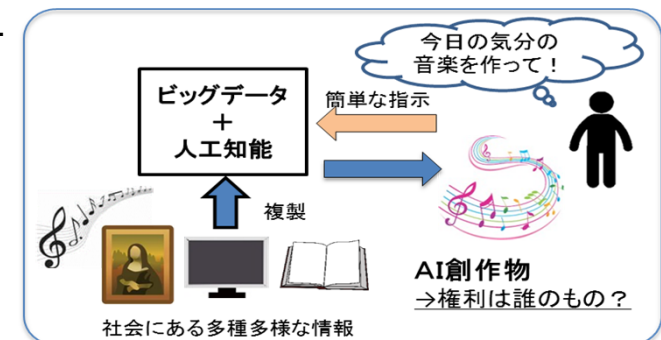 今日の気分の
音楽を作って！
ビッグデータ
＋
人工知能
簡単な指示
複製
AI創作物
→権利は誰のもの？
社会にある多種多様な情報